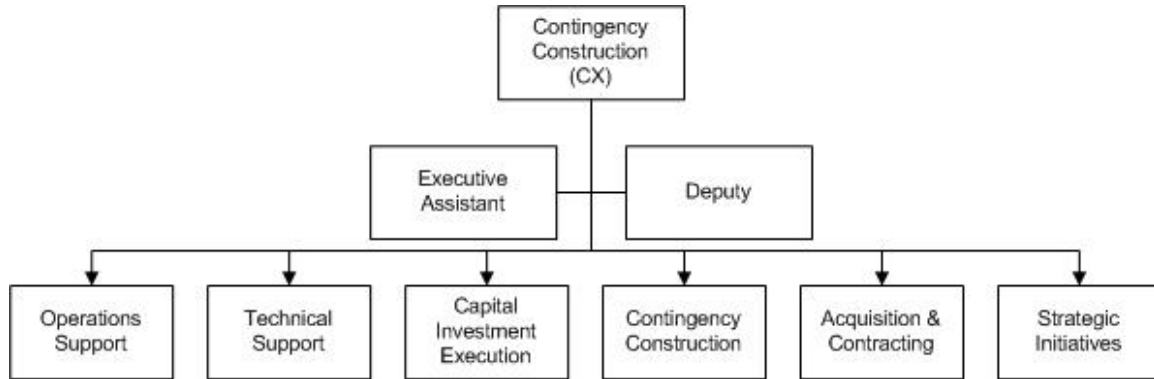 Contingency
Construction
(CX)
Executive
Assistant
Deputy
Operations
Support
Technical
Support
Capital
Investment
Execution
Contingency
Construction
Acquisition &
Contracting
Strategic
Initiatives